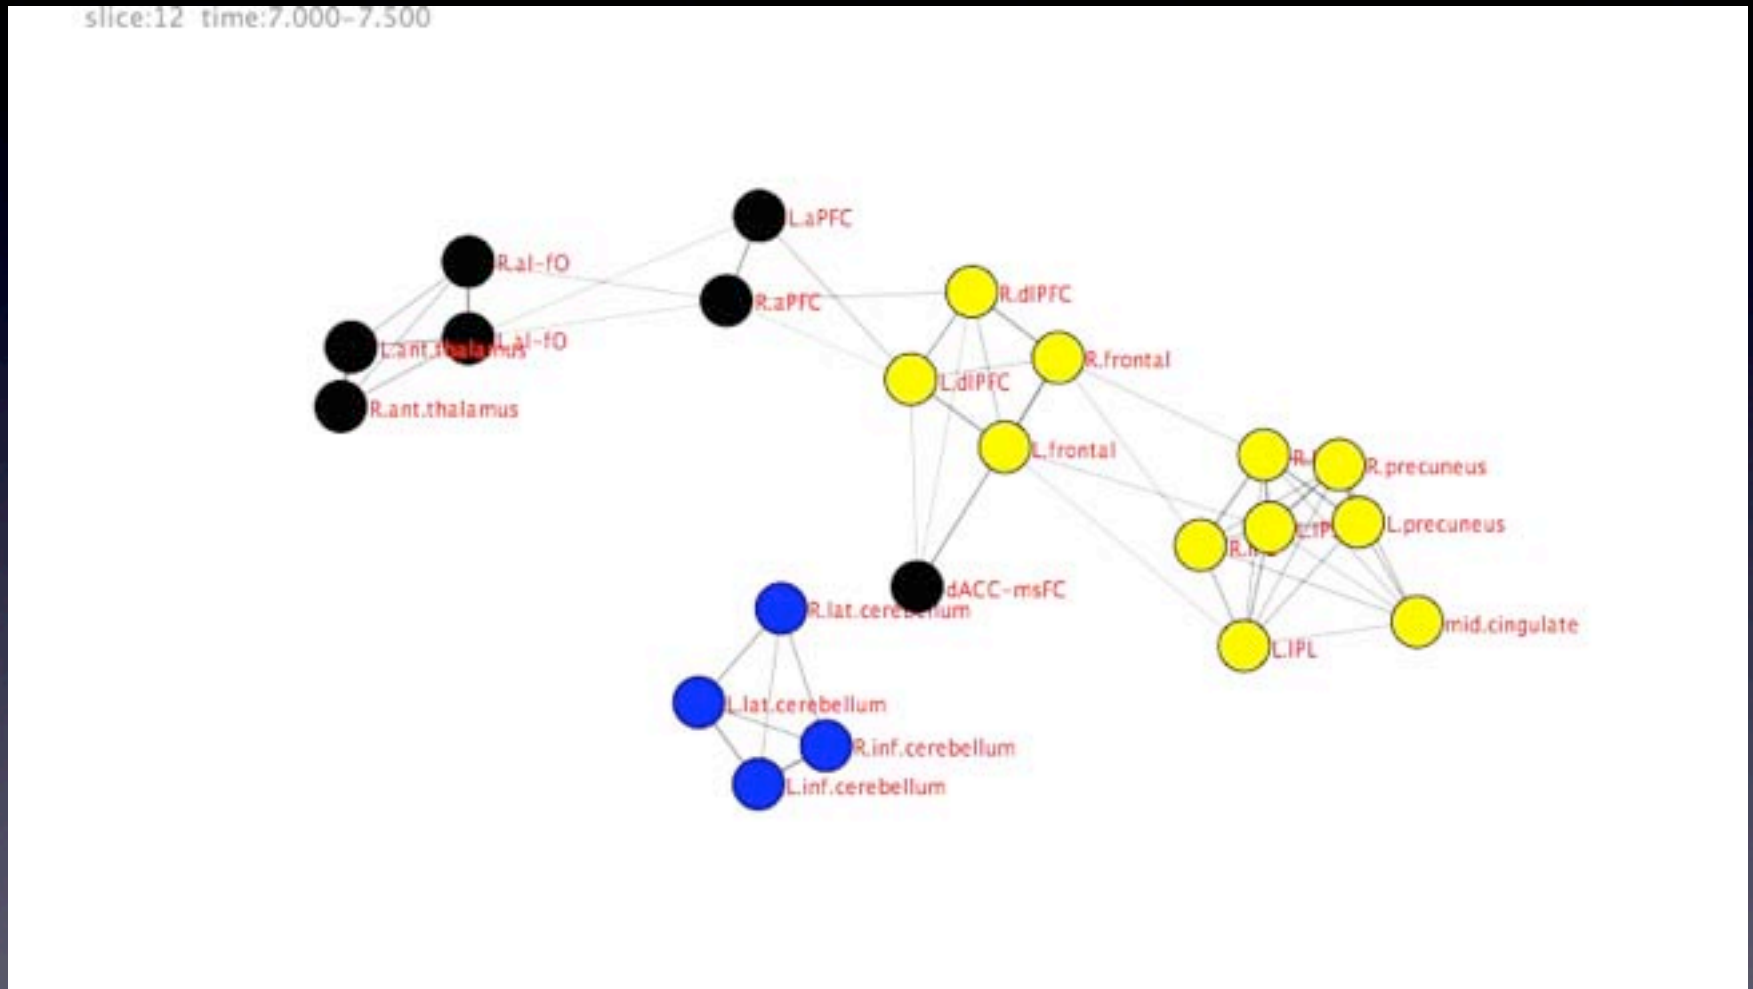 slice:12 time:7.000-7.500
L.aPFC
R.aI-fO
R.aPFC
R.dlPFC
L.aI-fO
L.ant.thalamus
R.frontal
L.dlPFC
R.ant.thalamus
L.frontal
R.precuneus
L.precuneus
dACC-msFC
R.lat.cerebellum
mid.cingulate
L.IPL
L.lat.cerebellum
R.inf.cerebellum
L.inf.cerebellum